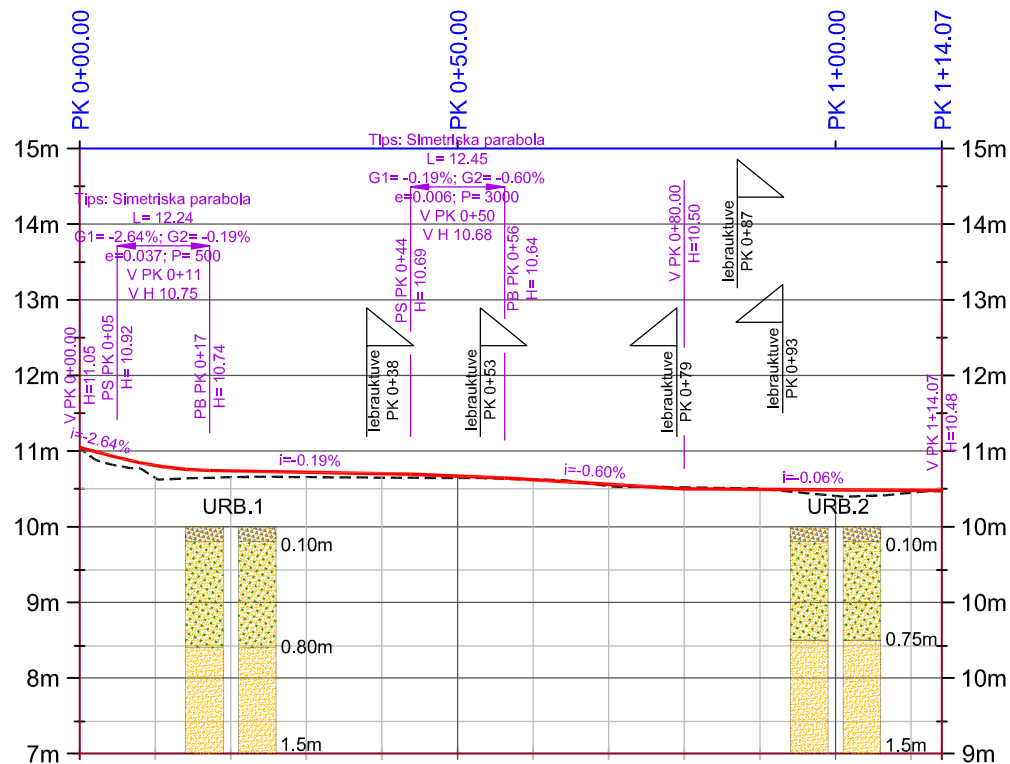 PK 0+00.00
PK 0+50.00
PK 1+00.00
PK 1+14.07
15m
14m
13m
12m
11m
10m
9m
8m
7m
15m
14m
13m
12m
11m
10m
10m
10m
9m
Tips: Simetriska parabola
L= 12.24
G1= -2.64%; G2= -0.19%
e=0.037; P= 500
V PK 0+11
V H 10.75
Tips: Simetriska parabola
L= 12.45
G1= -0.19%; G2= -0.60%
e=0.006; P= 3000
V PK 0+50
V H 10.68
V PK 0+00.00
H=11.05
PS PK 0+05
H= 10.92
PB PK 0+17
H= 10.74
Iebrauktuve
PK 0+38
PS PK 0+44
H= 10.69
Iebrauktuve
PK 0+53
PB PK 0+56
H= 10.64
Iebrauktuve
PK 0+79
V PK 0+80.00
H=10.50
Iebrauktuve
PK 0+87
Iebrauktuve
PK 0+93
V PK 1+14.07
H=10.48
i=-2.64%
i=-0.19%
i=-0.60%
i=-0.06%
URB.1
0.10m
0.80m
1.5m
URB.2
0.10m
0.75m
1.5m